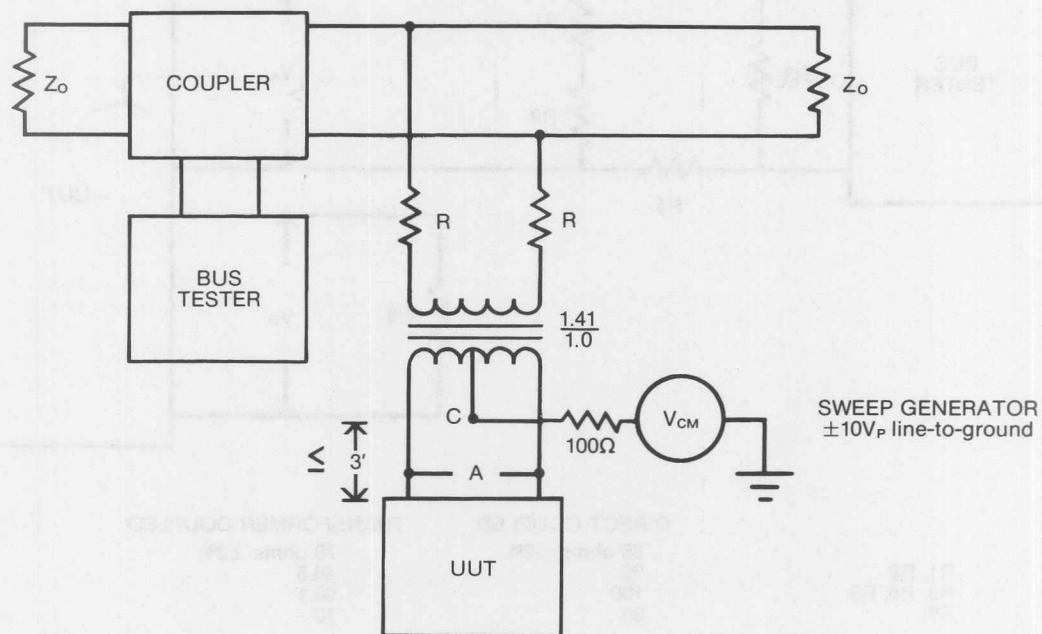 Zo
COUPLER
Zo
R
R
BUS
TESTER
1.41
1.0
C
100Ω
VCM
SWEEP GENERATOR
±10VP line-to-ground
≤ 3'
A
UUT